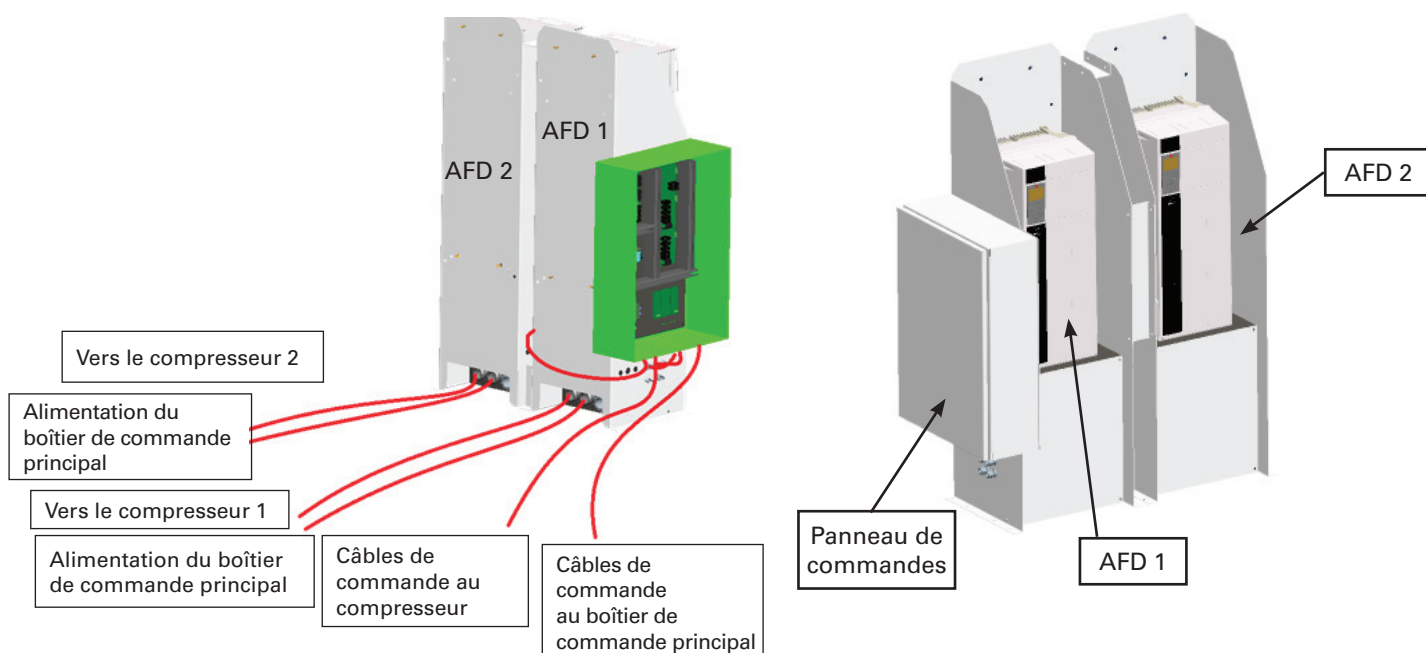 AFD 1
AFD 2
Vers le compresseur 2
Alimentation du
boîtier de commande
principal
Vers le compresseur 1
Alimentation du boîtier
de commande principal
Câbles de
commande au
compresseur
Câbles de
commande
au boîtier de
commande principal
AFD 2
Panneau de
commandes
AFD 1